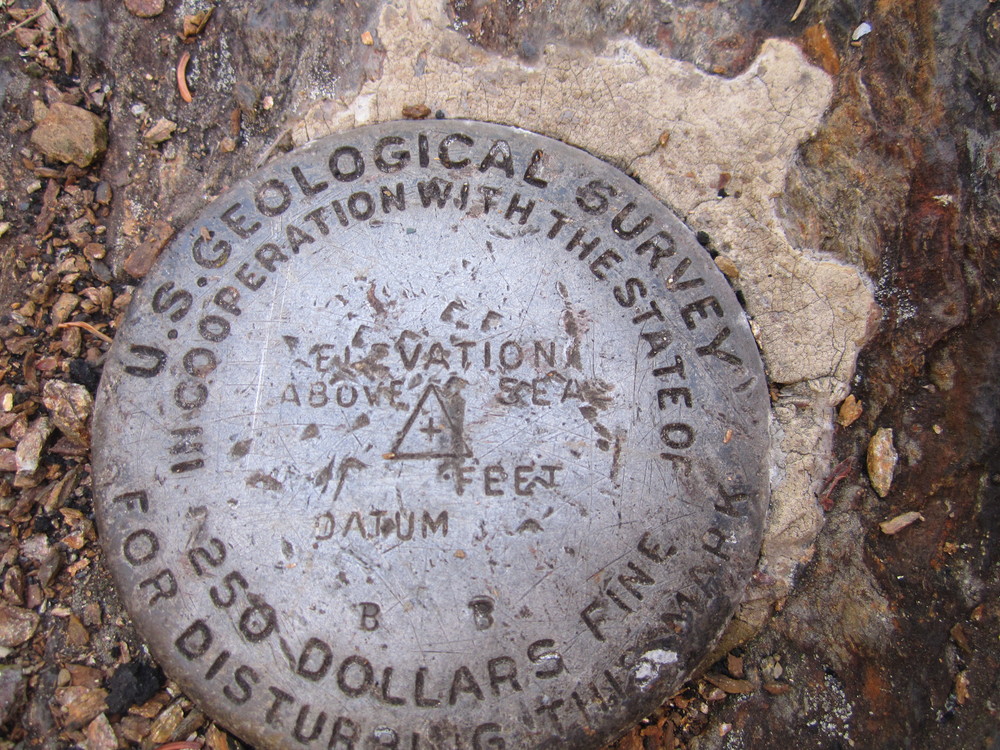 U.S. GEOLOGICAL SURVEY
IN COOPERATION WITH THE STATE OF
ELEVATION
ABOVE SEA
FEET
DATUM
B B
250 DOLLARS FINE
FOR DISTURBING THIS MARK